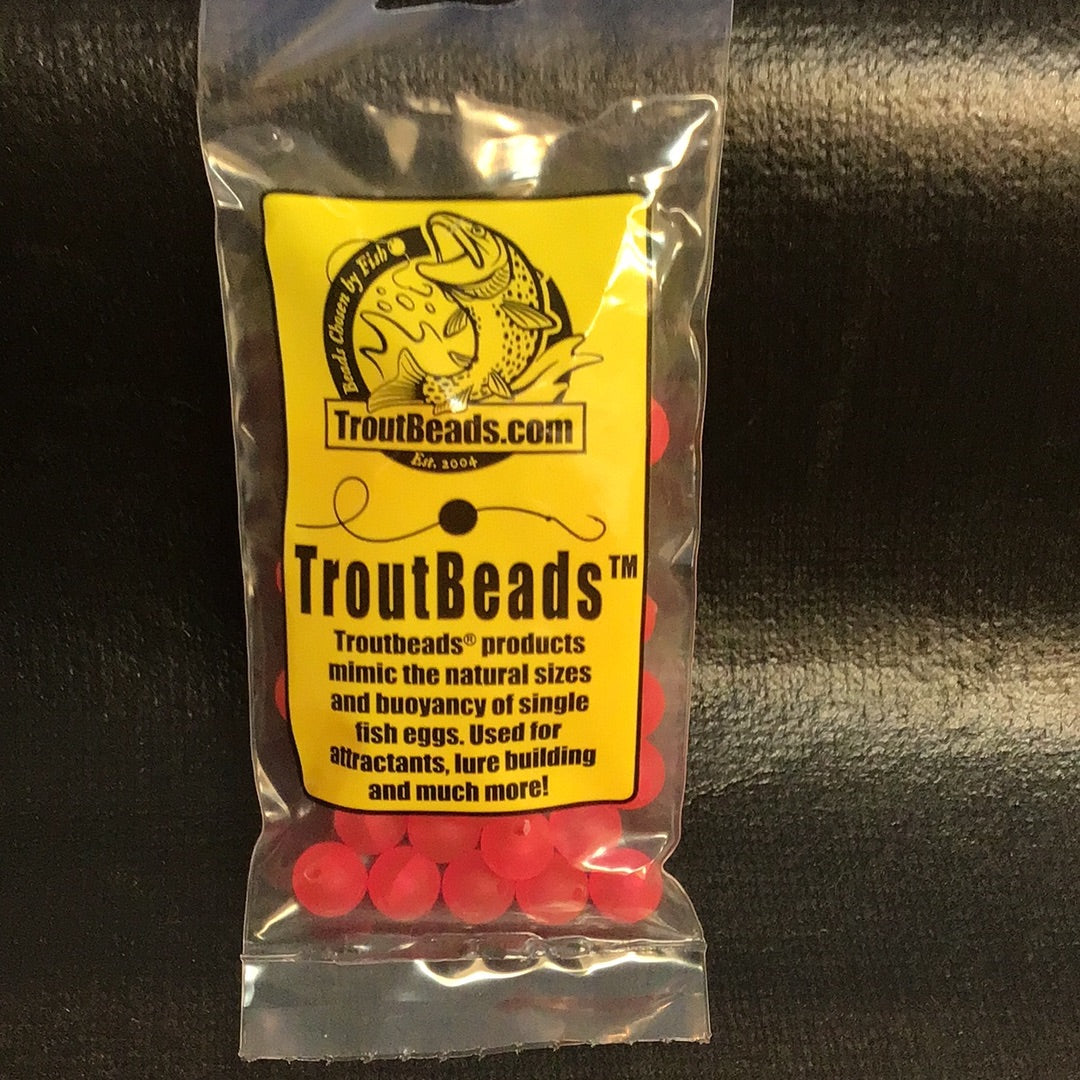 Beads Chosen by Fish
TroutBeads.com
Est. 2004
TroutBeads™
Troutbeads® products
mimic the natural sizes
and buoyancy of single
fish eggs. Used for
attractants, lure building
and much more!